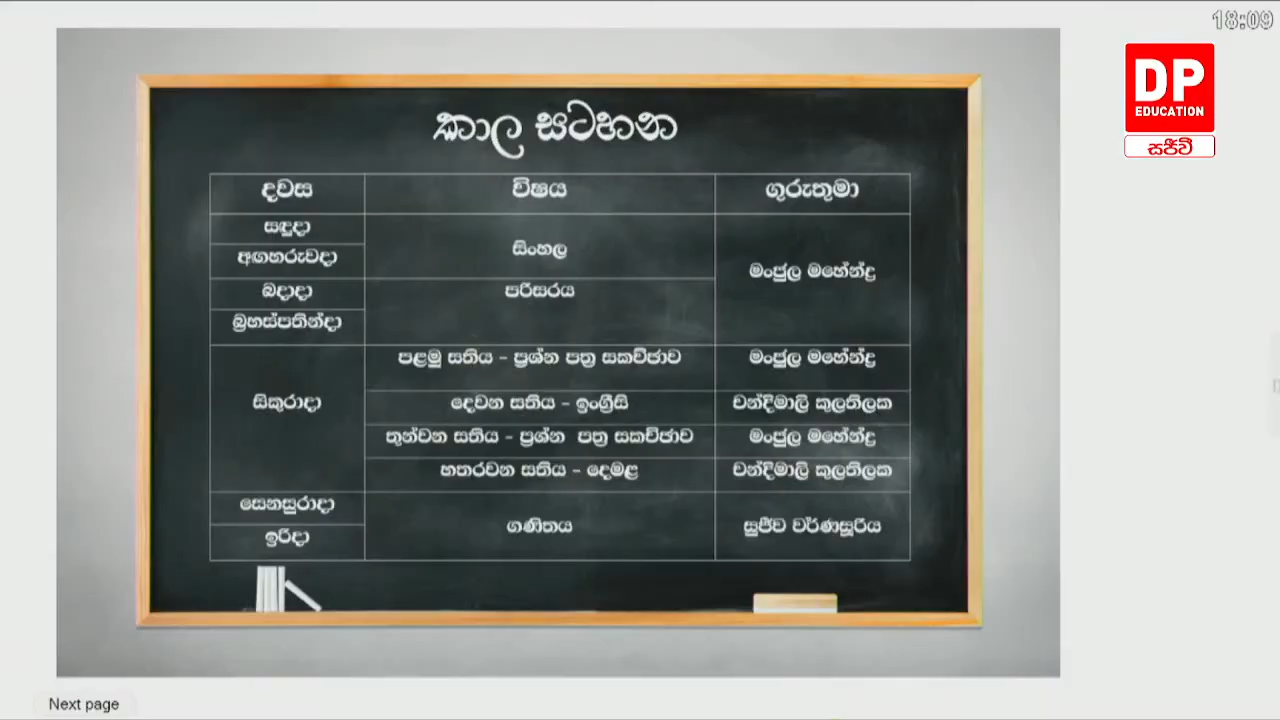 18:09
DP
EDUCATION
සජීවී
කාල සටහන
දවස විෂය ගුරුතුමා
සඳුදා
සිංහල
අඟහරුවදා
මංජුල මහේන්ද්‍ර
බදාදා
පරිසරය
බ්‍රහස්පතින්දා
පළමු සතිය - ප්‍රශ්න පත්‍ර සකච්ඡාව මංජුල මහේන්ද්‍ර
සිකුරාදා
දෙවන සතිය - ඉංග්‍රීසි චන්දිමාලි කුලතිලක
තුන්වන සතිය - ප්‍රශ්න පත්‍ර සකච්ඡාව මංජුල මහේන්ද්‍ර
හතරවන සතිය - දෙමළ චන්දිමාලි කුලතිලක
සෙනසුරාදා
ගණිතය සුජීව වර්ණසූරිය
ඉරිදා
Next page